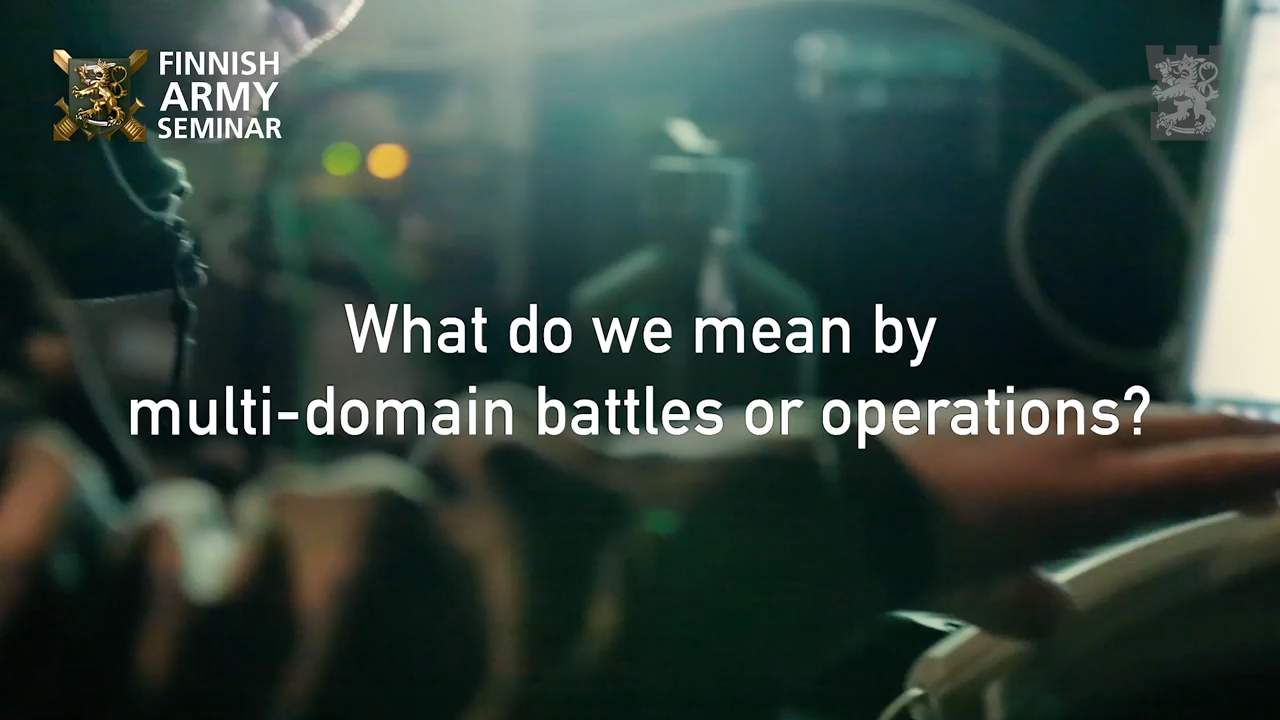 FINNISH
ARMY
SEMINAR
What do we mean by
multi-domain battles or operations?